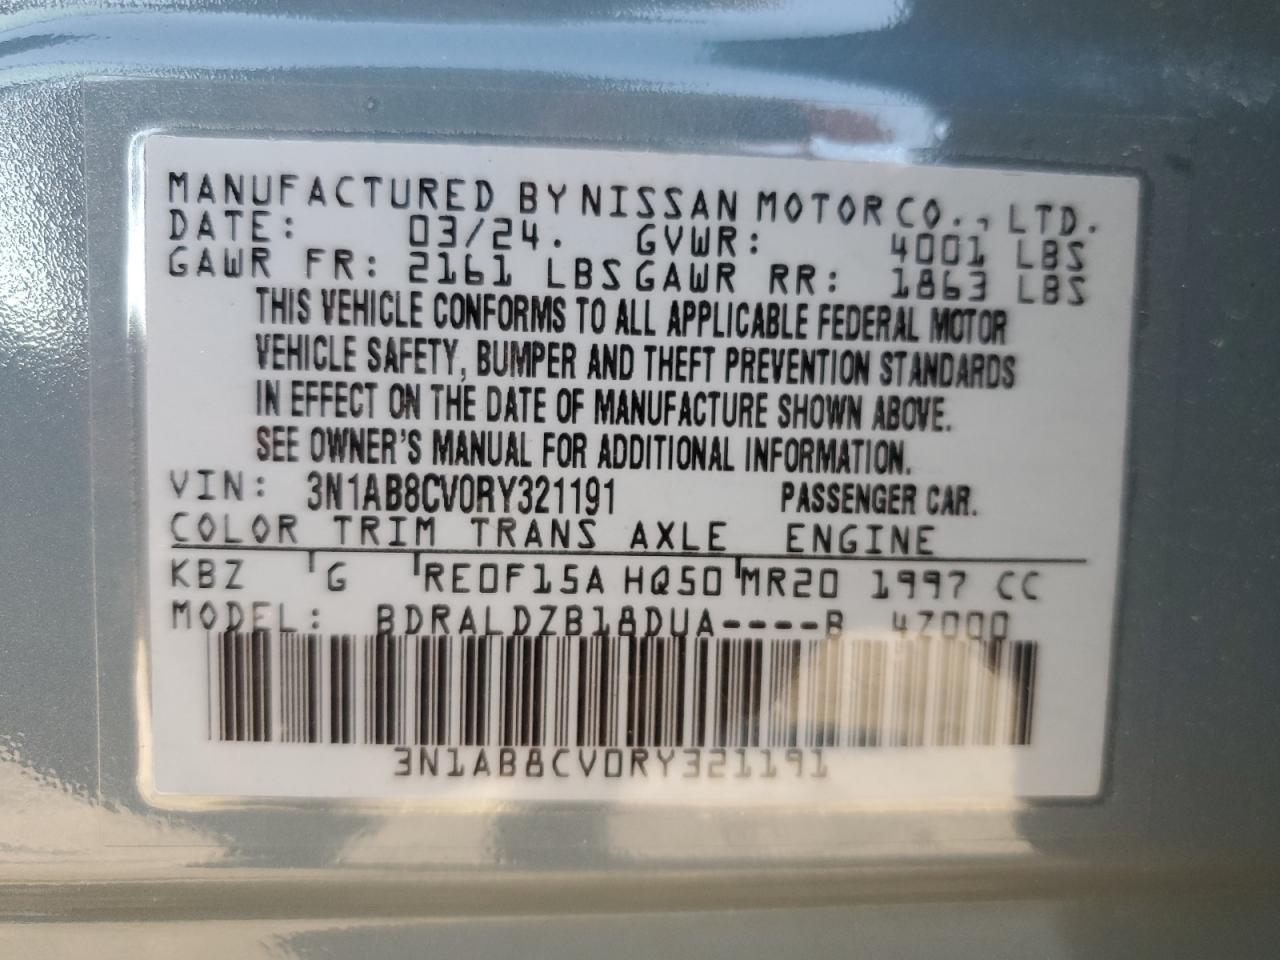 MANUFACTURED BY NISSAN MOTOR CO., LTD.
DATE: 03/24. GVWR: 4001 LBS
GAWR FR: 2161 LBS GAWR RR: 1863 LBS
THIS VEHICLE CONFORMS TO ALL APPLICABLE FEDERAL MOTOR
VEHICLE SAFETY, BUMPER AND THEFT PREVENTION STANDARDS
IN EFFECT ON THE DATE OF MANUFACTURE SHOWN ABOVE.
SEE OWNER'S MANUAL FOR ADDITIONAL INFORMATION.
VIN: 3N1AB8CV0RY321191 PASSENGER CAR.
COLOR TRIM TRANS AXLE ENGINE
KBZ G RE0F15A HQ50 MR20 1997 CC
MODEL: BDRALDZB18DUA----B 47000
3N1AB8CV0RY321191